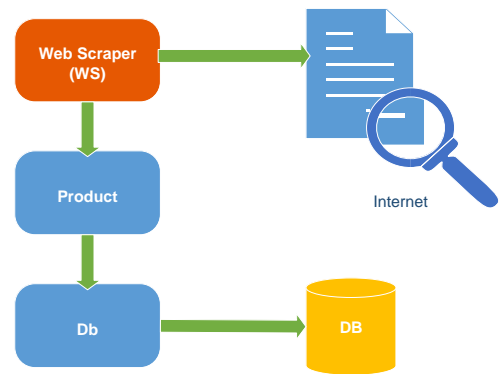 Web Scraper
(WS)
Internet
Product
Db
DB